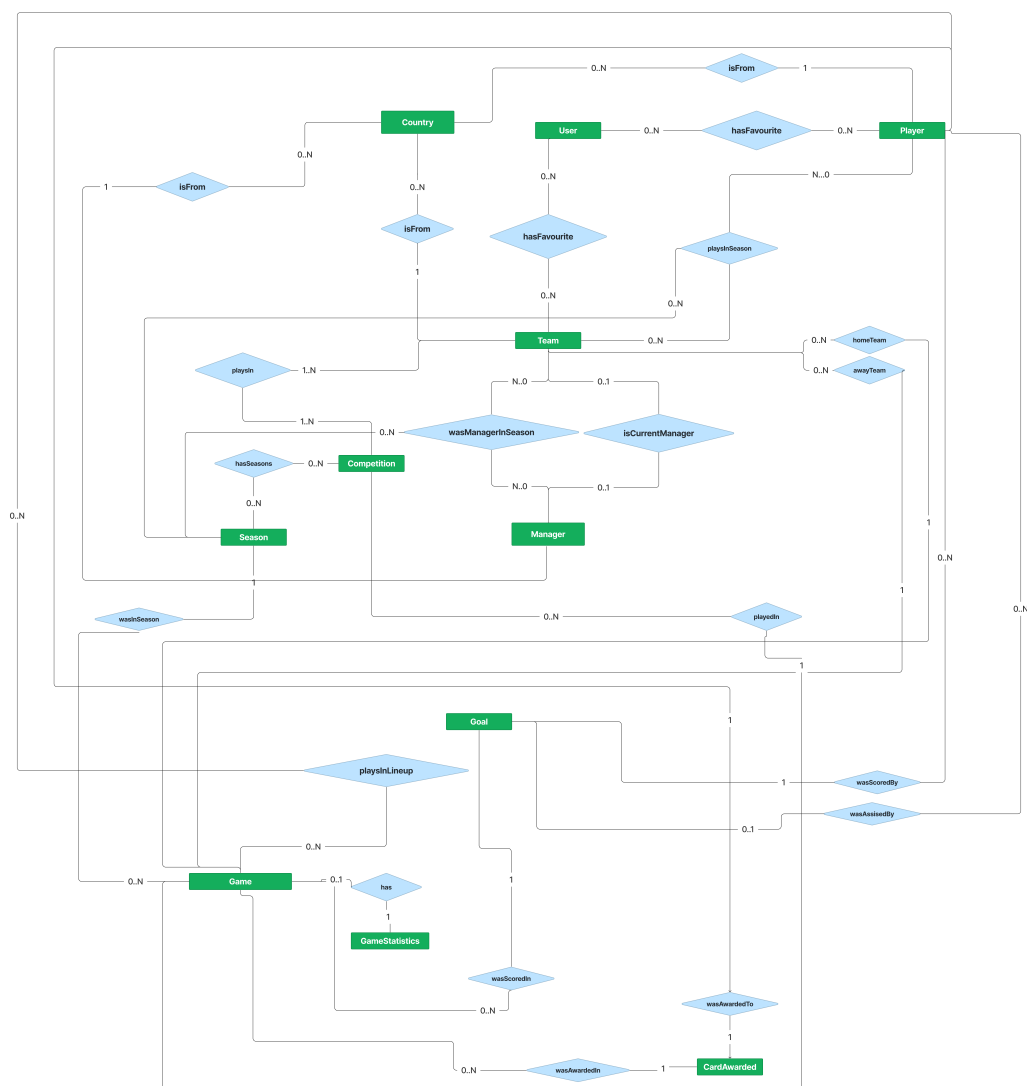 0..N
isFrom
1
Country
User
0..N
hasFavourite
0..N
Player
0..N
N...0
1
isFrom
0..N
0..N
isFrom
hasFavourite
playsInSeason
1
0..N
0..N
Team
0..N
0..N
homeTeam
playsIn
1..N
0..N
awayTeam
N..0
0..1
1..N
0..N
wasManagerInSeason
isCurrentManager
hasSeasons
0..N
Competition
N..0
0..1
0..N
0..N
1
Season
Manager
0..N
1
1
0..N
wasInSeason
0..N
playedIn
1
Goal
1
playsInLineup
1
wasScoredBy
0..1
wasAssisedBy
0..N
0..N
Game
0..1
has
1
1
GameStatistics
wasScoredIn
0..N
wasAwardedTo
1
0..N
wasAwardedIn
1
CardAwarded